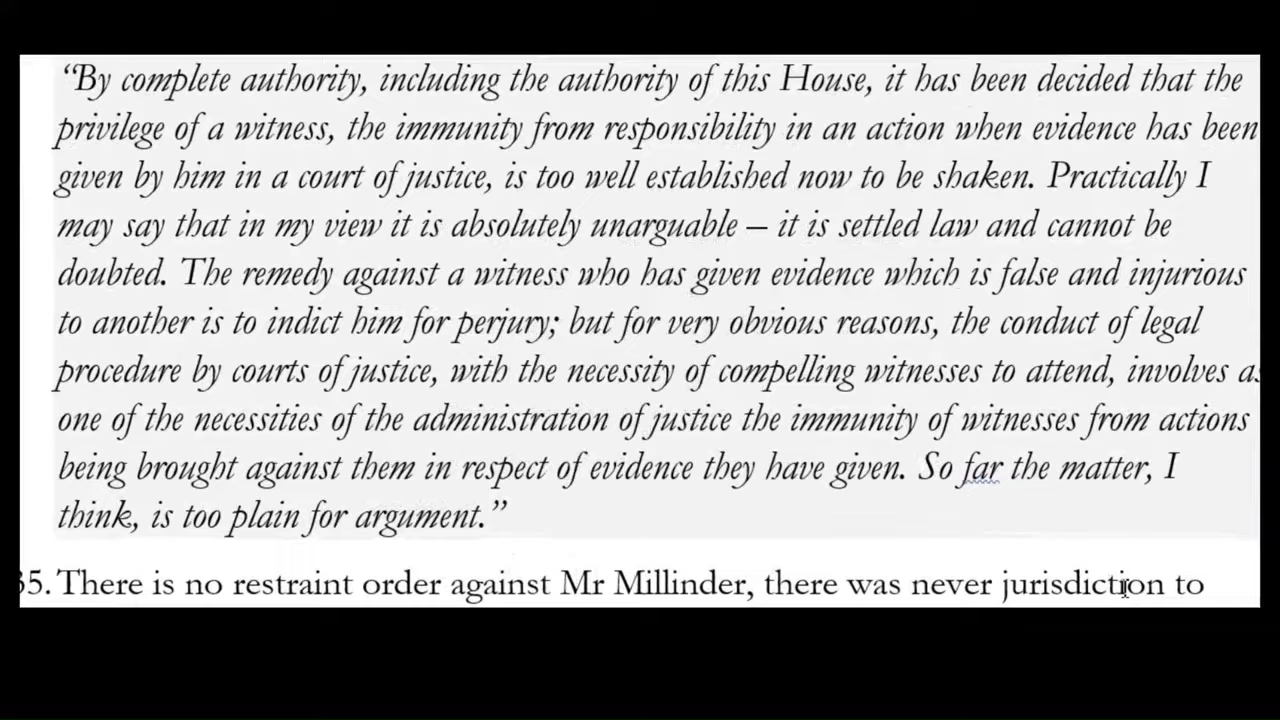 “By complete authority, including the authority of this House, it has been decided that the
privilege of a witness, the immunity from responsibility in an action when evidence has been
given by him in a court of justice, is too well established now to be shaken. Practically I
may say that in my view it is absolutely unarguable – it is settled law and cannot be
doubted. The remedy against a witness who has given evidence which is false and injurious
to another is to indict him for perjury; but for very obvious reasons, the conduct of legal
procedure by courts of justice, with the necessity of compelling witnesses to attend, involves as
one of the necessities of the administration of justice the immunity of witnesses from actions
being brought against them in respect of evidence they have given. So far the matter, I
think, is too plain for argument.”
35. There is no restraint order against Mr Millinder, there was never jurisdiction to